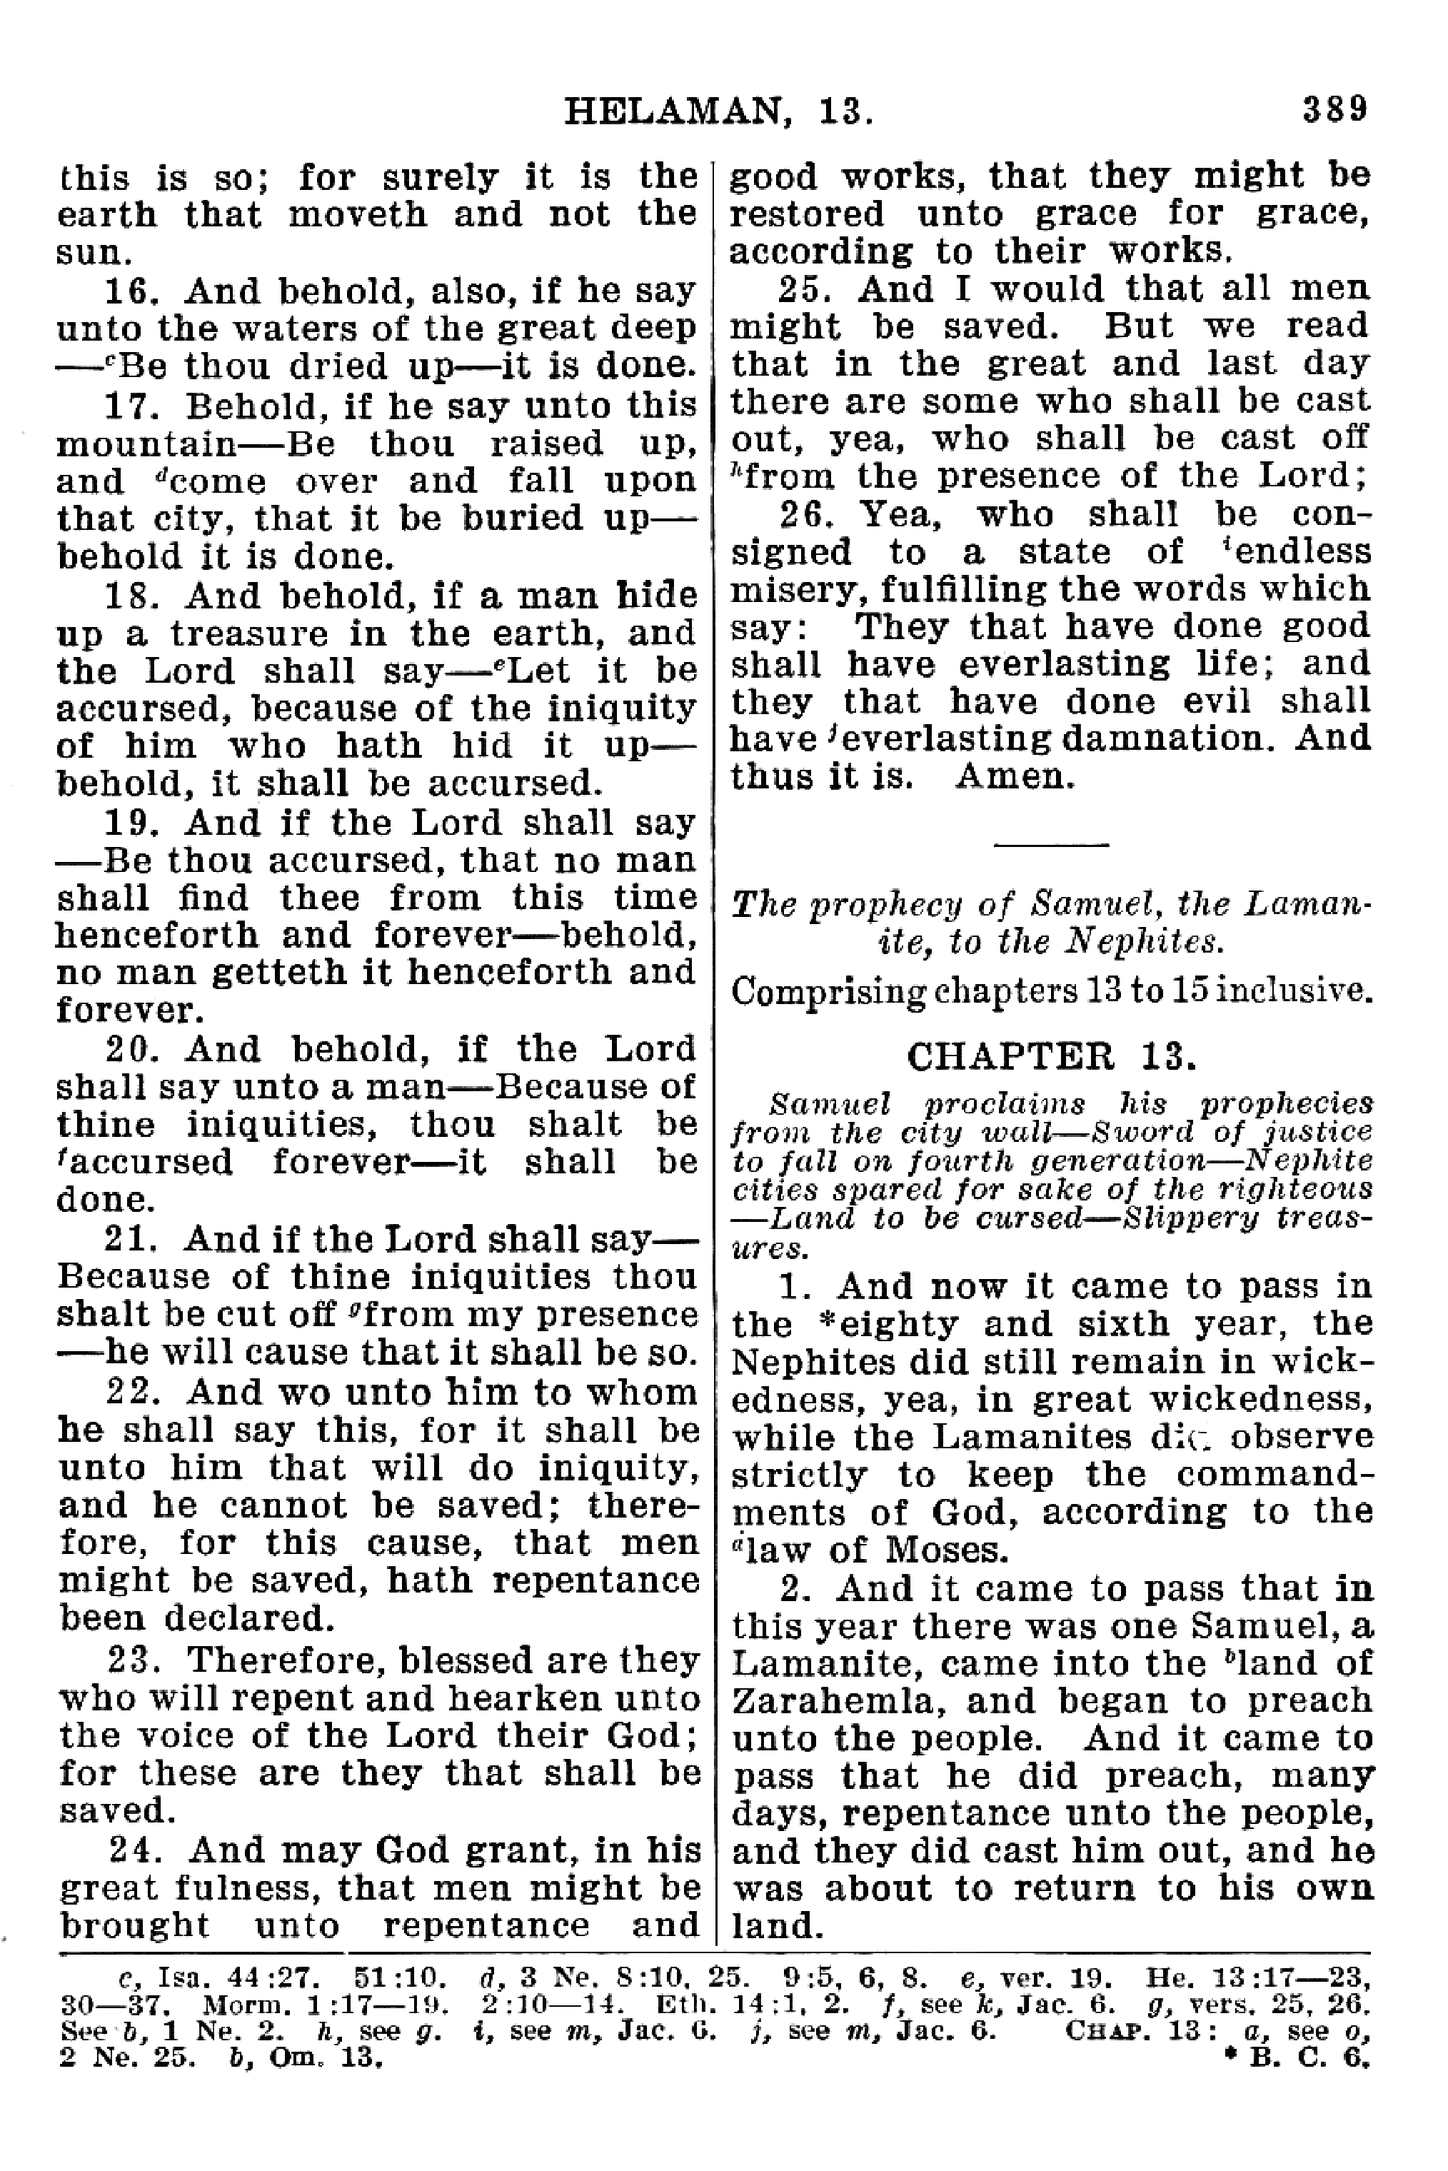 HELAMAN, 13.
389
this is so; for surely it is the
earth that moveth and not the
sun.
16. And behold, also, if he say
unto the waters of the great deep
—cBe thou dried up—it is done.
17. Behold, if he say unto this
mountain—Be thou raised up,
and dcome over and fall upon
that city, that it be buried up—
behold it is done.
18. And behold, if a man hide
up a treasure in the earth, and
the Lord shall say—eLet it be
accursed, because of the iniquity
of him who hath hid it up—
behold, it shall be accursed.
19. And if the Lord shall say
—Be thou accursed, that no man
shall find thee from this time
henceforth and forever—behold,
no man getteth it henceforth and
forever.
20. And behold, if the Lord
shall say unto a man—Because of
thine iniquities, thou shalt be
faccursed forever—it shall be
done.
21. And if the Lord shall say—
Because of thine iniquities thou
shalt be cut off gfrom my presence
—he will cause that it shall be so.
22. And wo unto him to whom
he shall say this, for it shall be
unto him that will do iniquity,
and he cannot be saved; there-
fore, for this cause, that men
might be saved, hath repentance
been declared.
23. Therefore, blessed are they
who will repent and hearken unto
the voice of the Lord their God;
for these are they that shall be
saved.
24. And may God grant, in his
great fulness, that men might be
brought unto repentance and
good works, that they might be
restored unto grace for grace,
according to their works.
25. And I would that all men
might be saved. But we read
that in the great and last day
there are some who shall be cast
out, yea, who shall be cast off
hfrom the presence of the Lord;
26. Yea, who shall be con-
signed to a state of iendless
misery, fulfilling the words which
say: They that have done good
shall have everlasting life; and
they that have done evil shall
have jeverlasting damnation. And
thus it is. Amen.
The prophecy of Samuel, the Laman-
ite, to the Nephites.
Comprising chapters 13 to 15 inclusive.
CHAPTER 13.
Samuel proclaims his prophecies
from the city wall—Sword of justice
to fall on fourth generation—Nephite
cities spared for sake of the righteous
—Land to be cursed—Slippery treas-
ures.
1. And now it came to pass in
the *eighty and sixth year, the
Nephites did still remain in wick-
edness, yea, in great wickedness,
while the Lamanites did observe
strictly to keep the command-
ments of God, according to the
alaw of Moses.
2. And it came to pass that in
this year there was one Samuel, a
Lamanite, came into the bland of
Zarahemla, and began to preach
unto the people. And it came to
pass that he did preach, many
days, repentance unto the people,
and they did cast him out, and he
was about to return to his own
land.
c, Isa. 44:27. 51:10. d, 3 Ne. 8:10, 25. 9:5, 6, 8. e, ver. 19. He. 13:17—23,
30—37. Morm. 1:17—19. 2:10—14. Eth. 14:1, 2. f, see k, Jac. 6. g, vers. 25, 26.
See b, 1 Ne. 2. h, see g. i, see m, Jac. 6. j, see m, Jac. 6. CHAP. 13: a, see o,
2 Ne. 25. b, Om. 13. * B. C. 6.